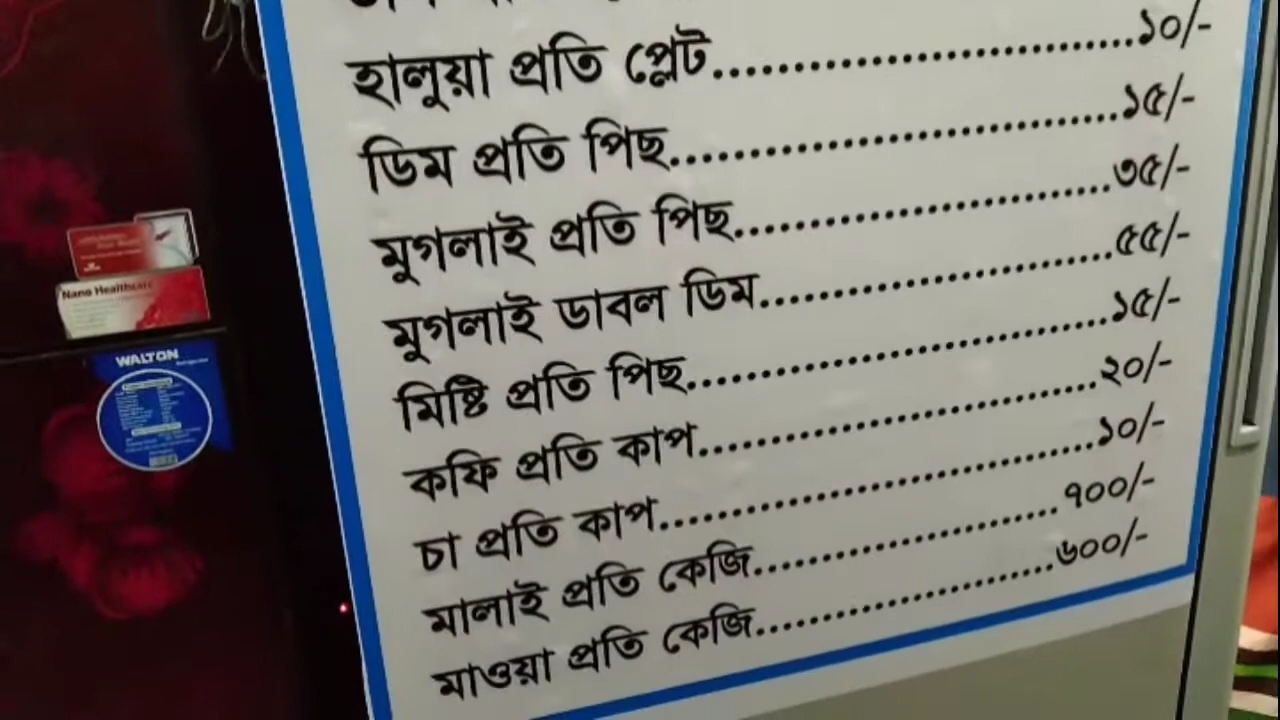 হালুয়া প্রতি প্লেট..........................১০/-
ডিম প্রতি পিছ..........................১৫/-
মুগলাই প্রতি পিছ..........................৩৫/-
মুগলাই ডাবল ডিম..........................৫৫/-
মিষ্টি প্রতি পিছ..........................১৫/-
কফি প্রতি কাপ..........................২০/-
চা প্রতি কাপ..........................১০/-
মালাই প্রতি কেজি..........................৭০০/-
মাওয়া প্রতি কেজি..........................৬০০/-
Nano Healthcare
WALTON